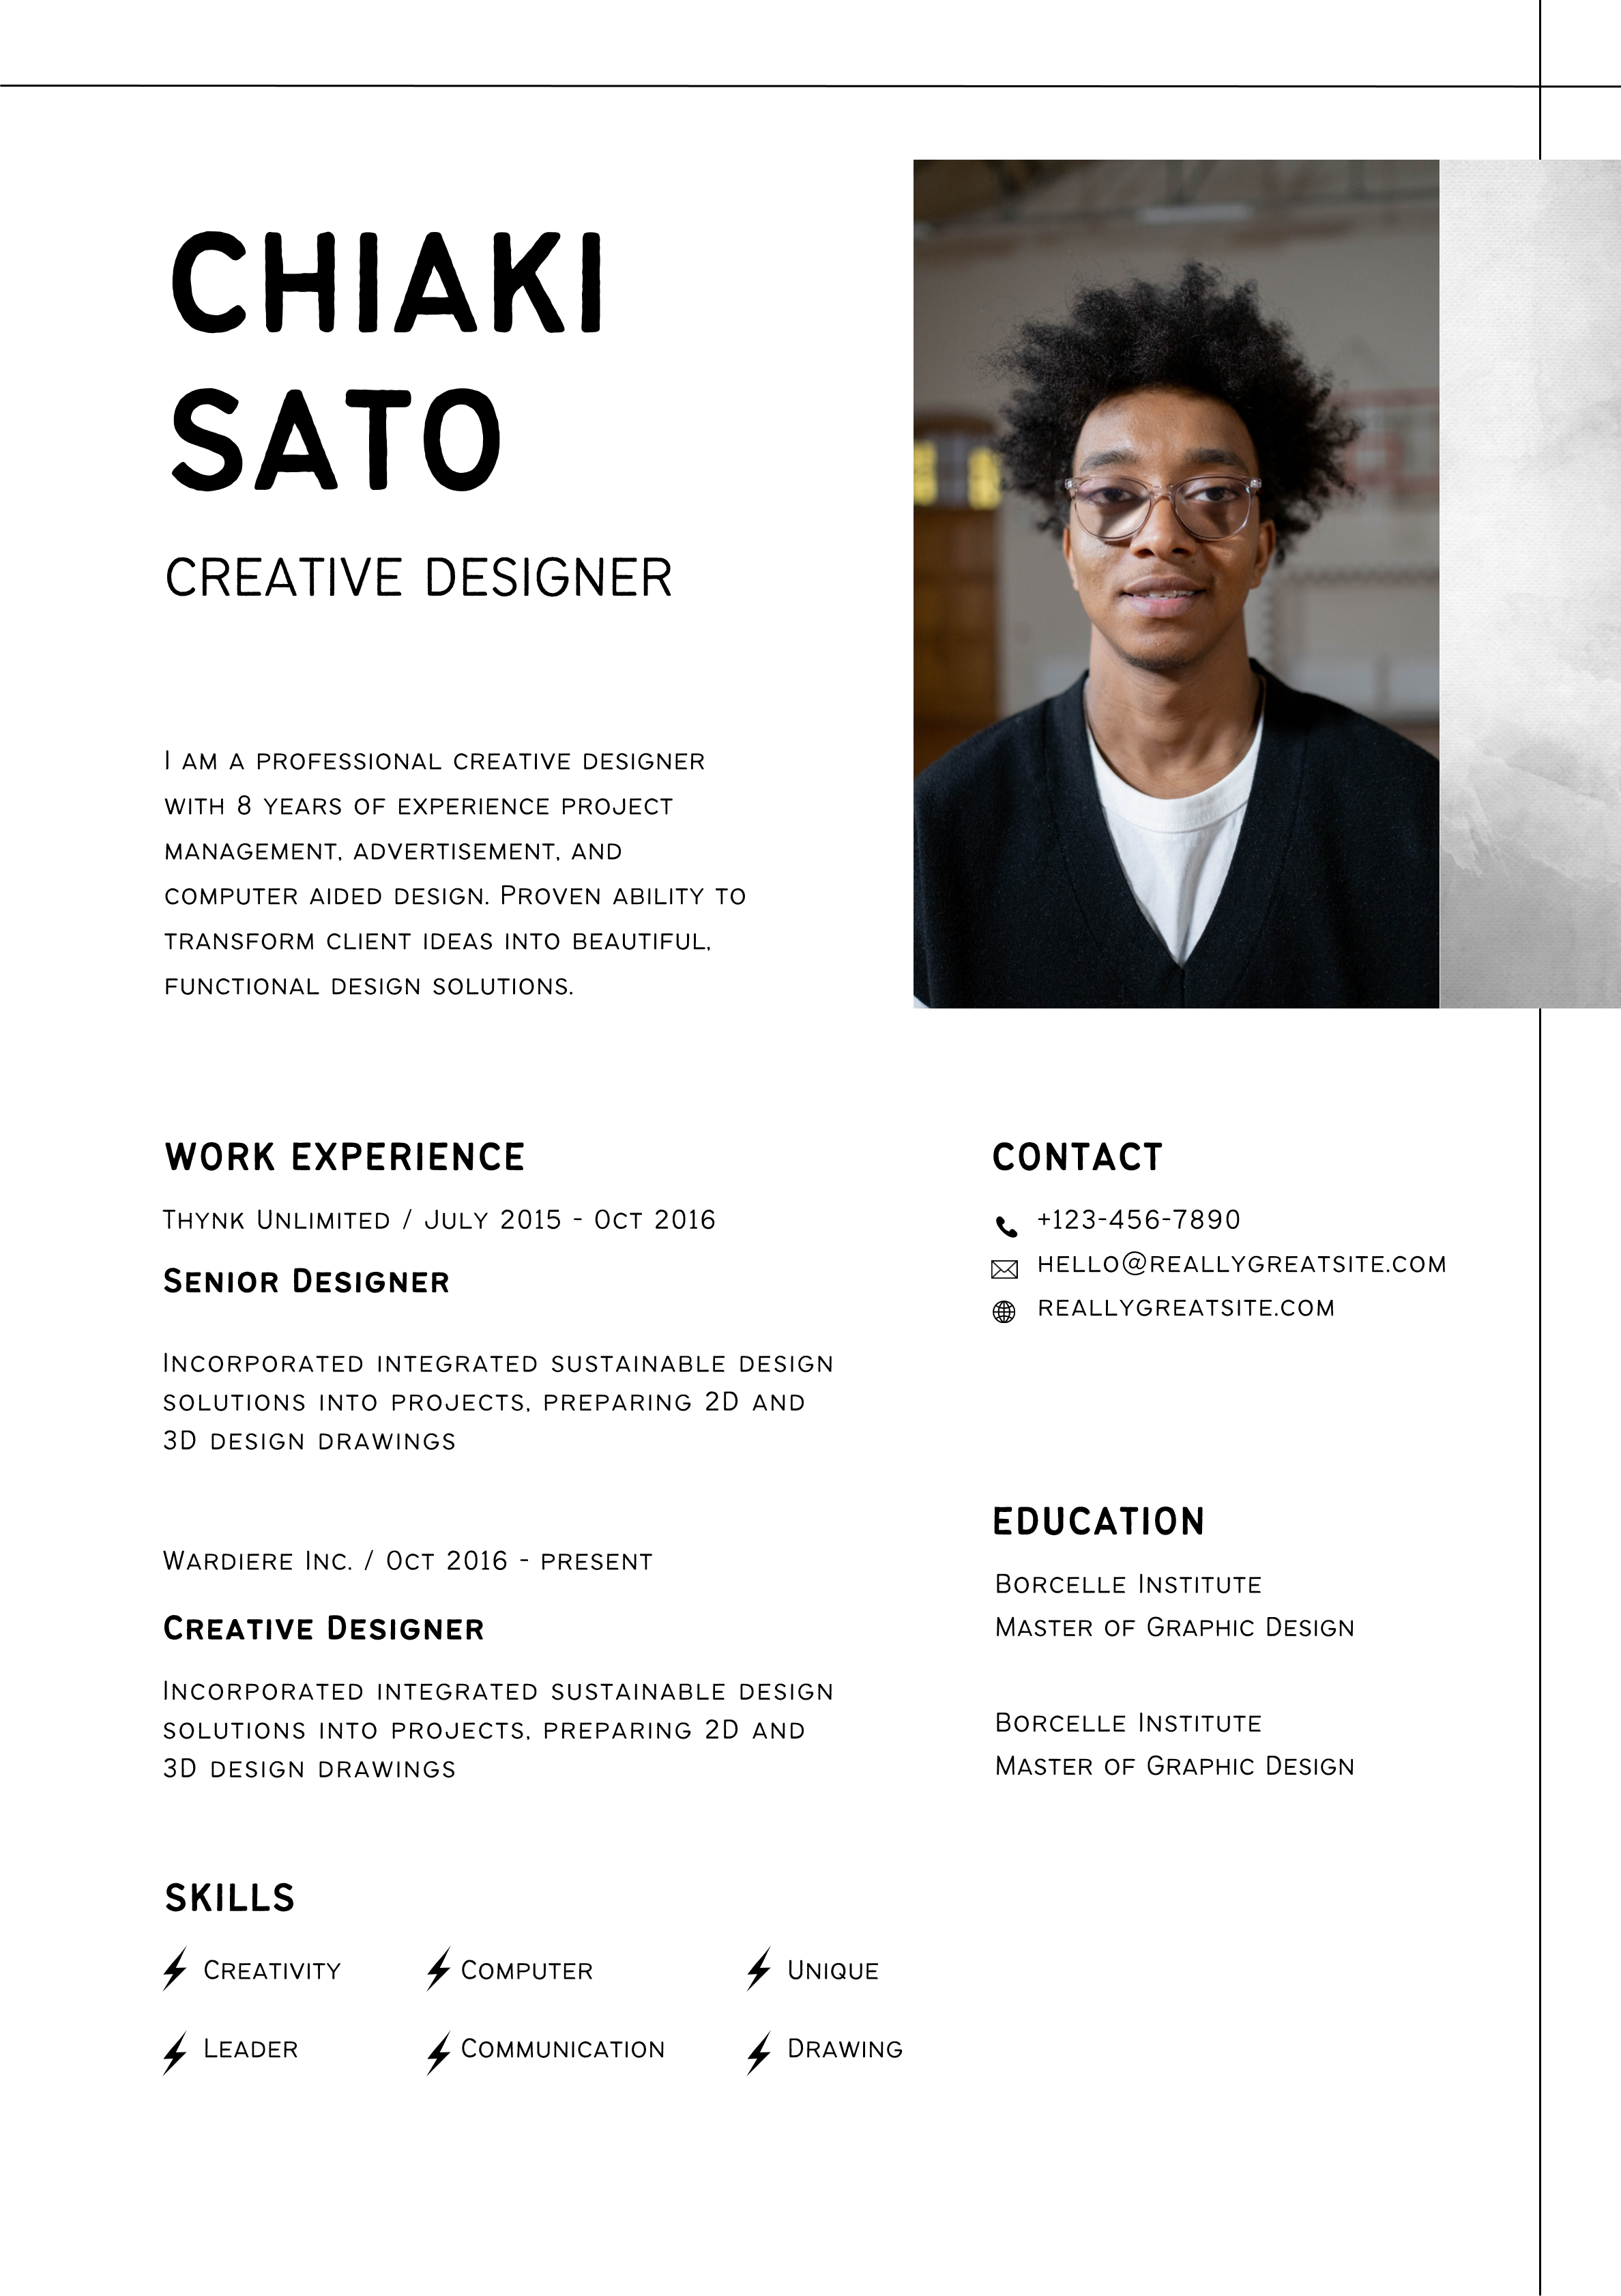 CHIAKI
SATO
CREATIVE DESIGNER
I am a professional creative designer
with 8 years of experience project
management, advertisement, and
computer aided design. Proven ability to
transform client ideas into beautiful,
functional design solutions.
WORK EXPERIENCE
Thynk Unlimited / July 2015 - Oct 2016
Senior Designer
Incorporated integrated sustainable design
solutions into projects, preparing 2D and
3D design drawings
Wardiere Inc. / Oct 2016 - present
Creative Designer
Incorporated integrated sustainable design
solutions into projects, preparing 2D and
3D design drawings
CONTACT
+123-456-7890
hello@reallygreatsite.com
reallygreatsite.com
EDUCATION
Borcelle Institute
Master of Graphic Design
Borcelle Institute
Master of Graphic Design
SKILLS
Creativity
Computer
Unique
Leader
Communication
Drawing